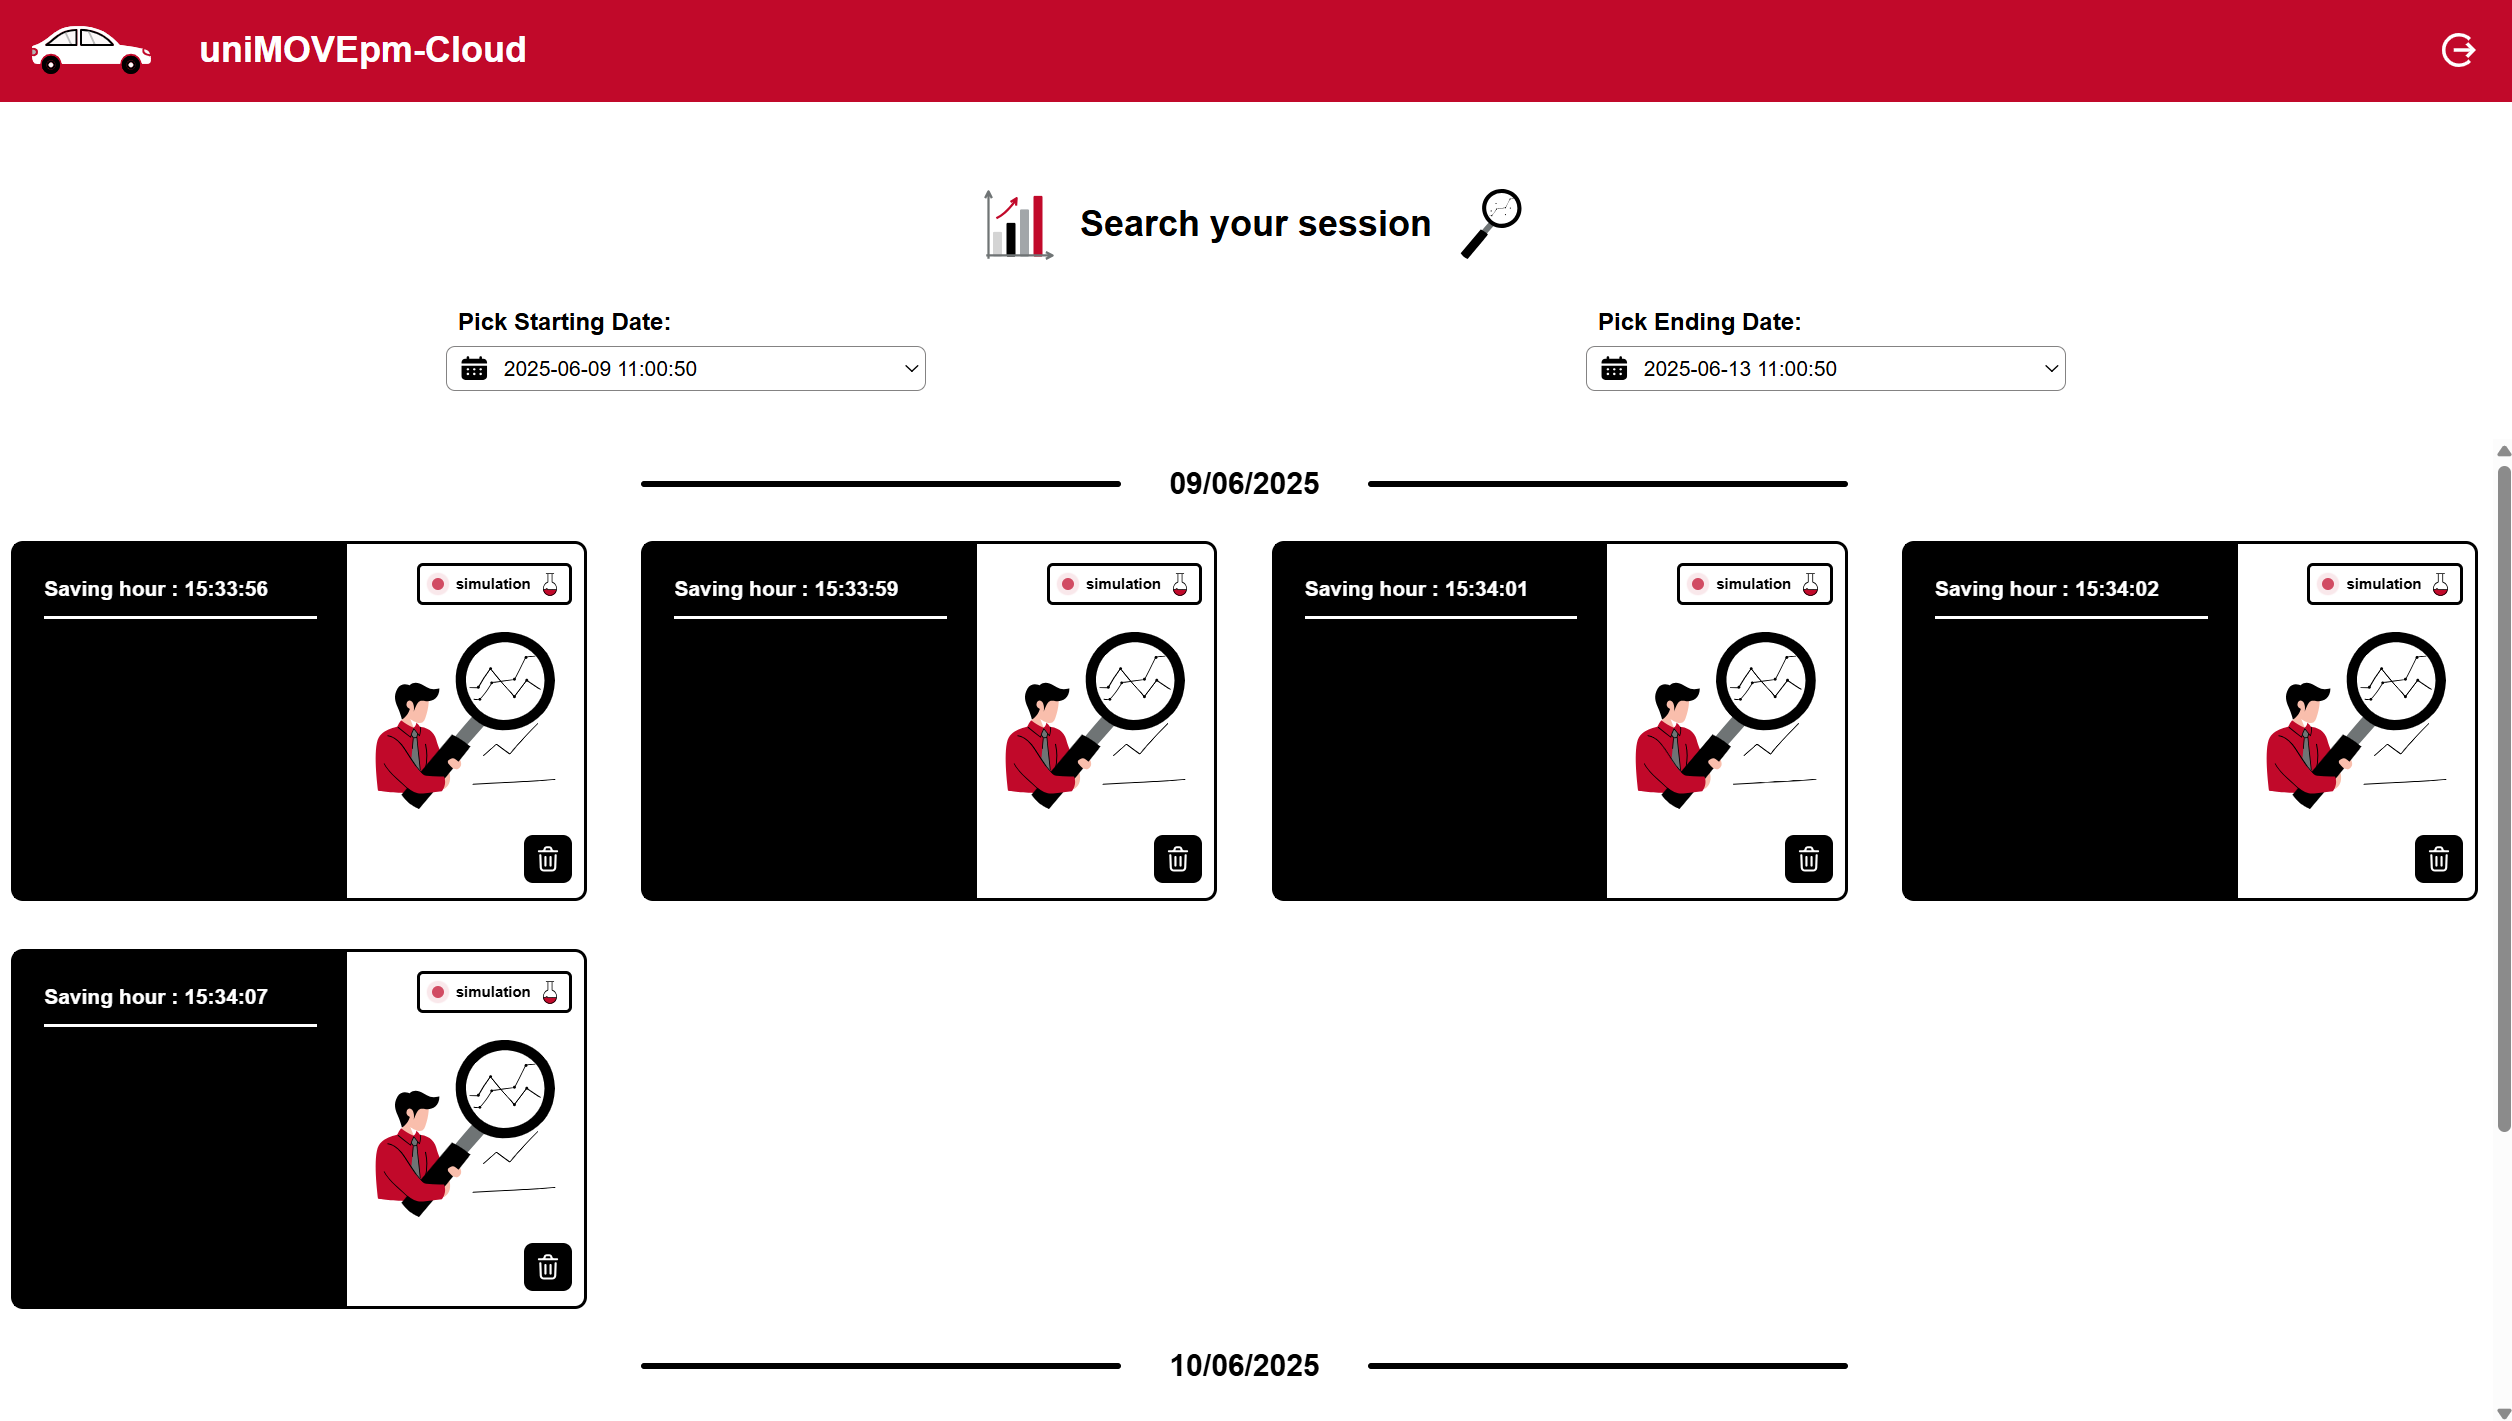 uniMOVEpm-Cloud
Search your session
Pick Starting Date:
Pick Ending Date:
2025-06-09 11:00:50
2025-06-13 11:00:50
09/06/2025
Saving hour : 15:33:56
simulation
Saving hour : 15:33:59
simulation
Saving hour : 15:34:01
simulation
Saving hour : 15:34:02
simulation
Saving hour : 15:34:07
simulation
10/06/2025